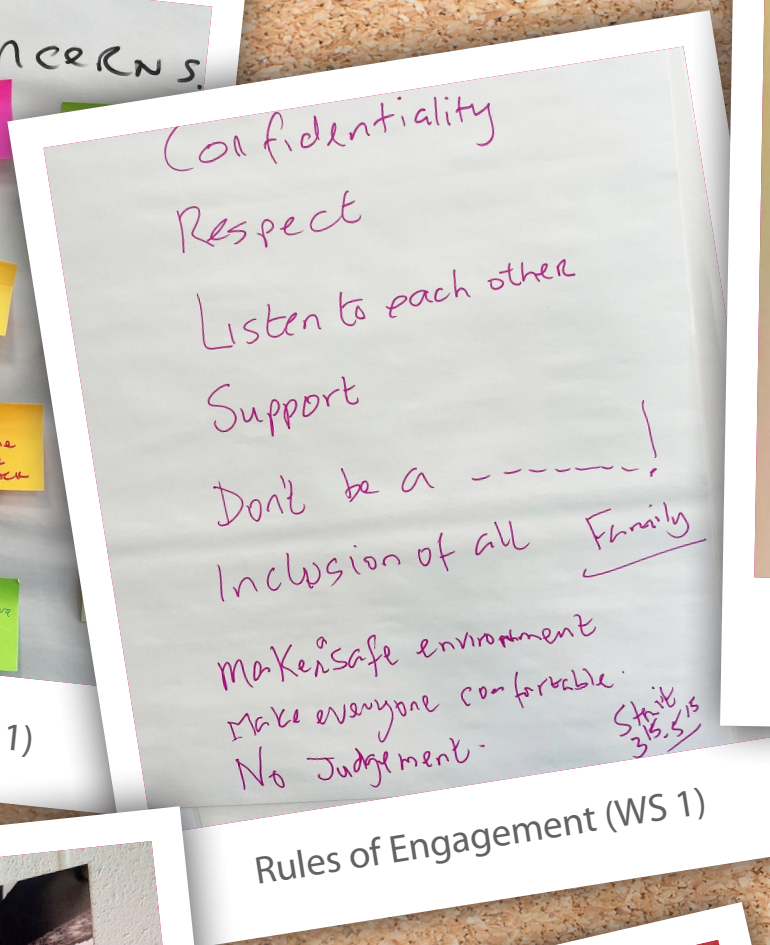 NCERNS.
Confidentiality
Respect
Listen to each other
Support
Don't be a ------!
Inclusion of all Family
Make a safe environment
Make everyone comfortable.
No Judgement.
Rules of Engagement (WS 1)
1)